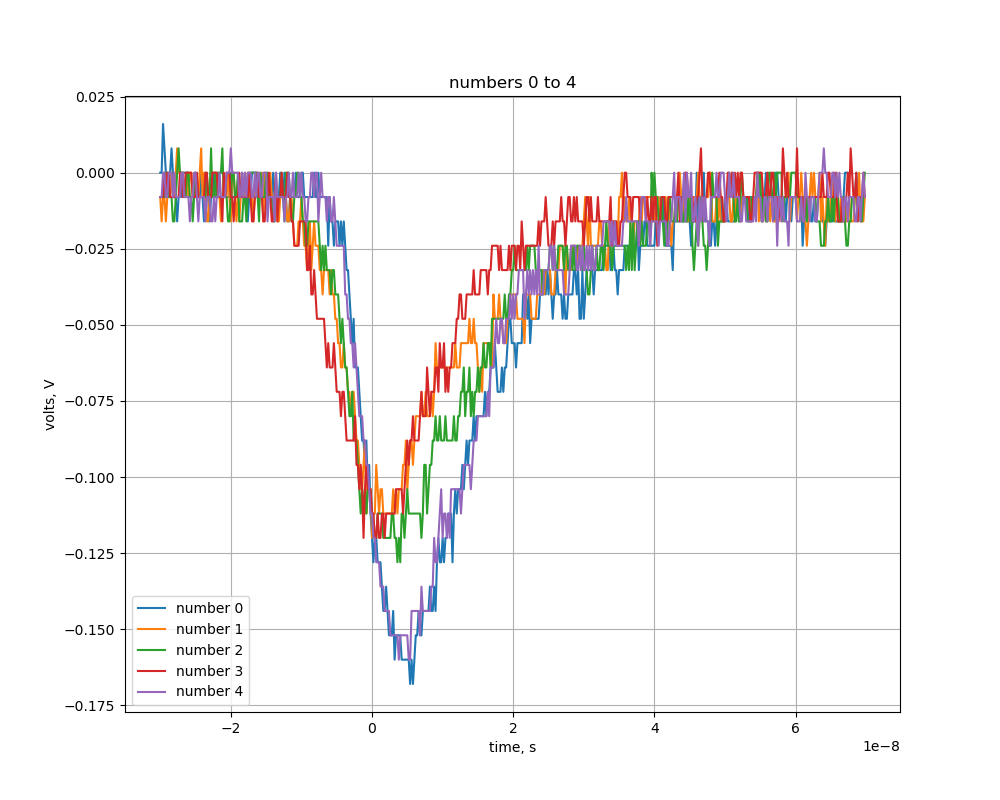 numbers 0 to 4
0.025
0.000
−0.025
−0.050
−0.075
−0.100
−0.125
−0.150
−0.175
volts, V
number 0
number 1
number 2
number 3
number 4
−2 0 2 4 6
time, s
1e−8